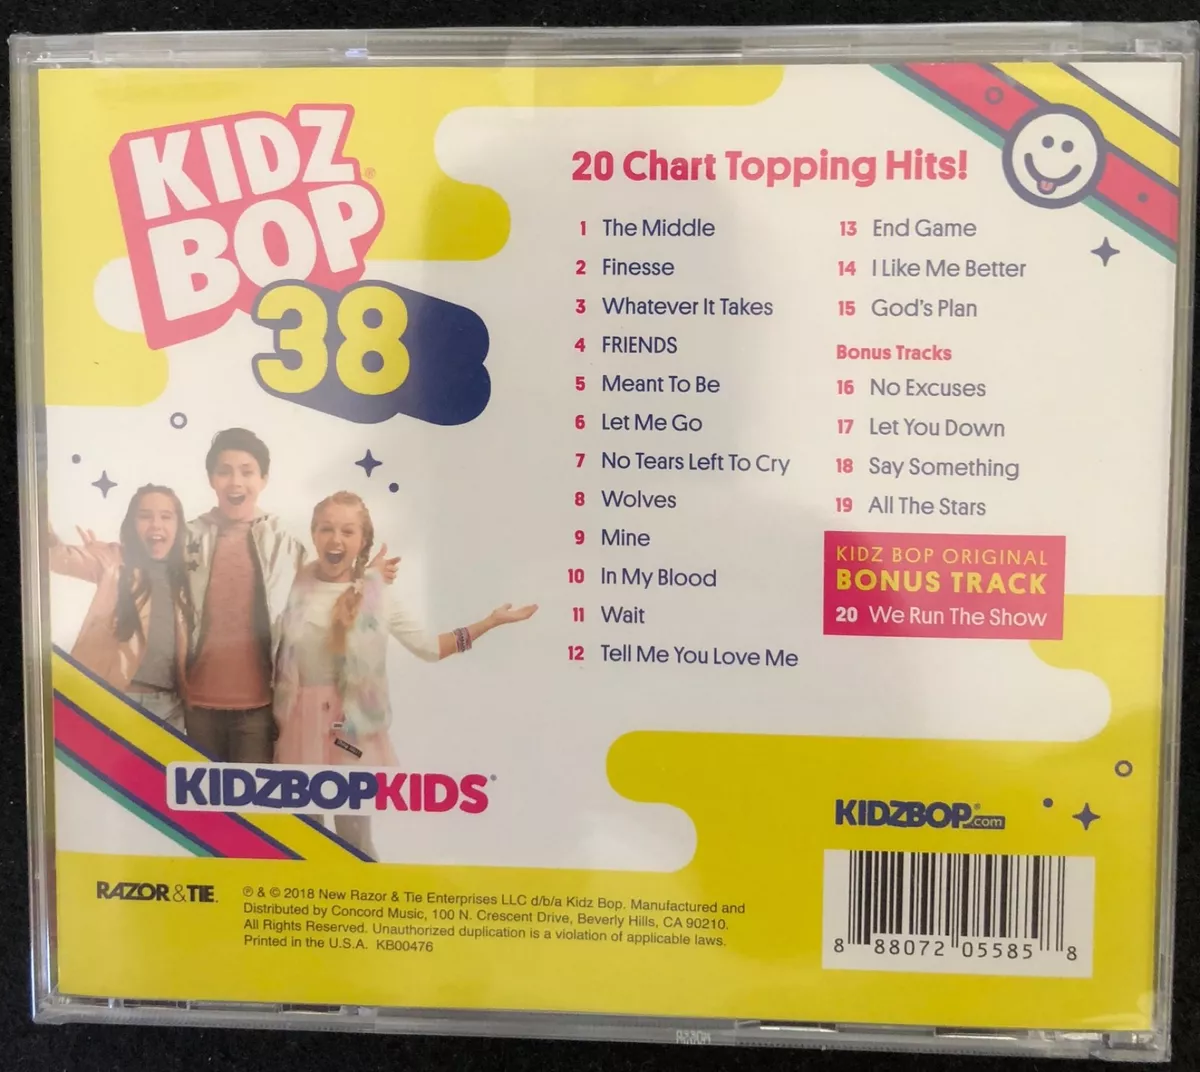 KIDZ
BOP®
38
20 Chart Topping Hits!
1 The Middle
2 Finesse
3 Whatever It Takes
4 FRIENDS
5 Meant To Be
6 Let Me Go
7 No Tears Left To Cry
8 Wolves
9 Mine
10 In My Blood
11 Wait
12 Tell Me You Love Me
13 End Game
14 I Like Me Better
15 God's Plan
Bonus Tracks
16 No Excuses
17 Let You Down
18 Say Something
19 All The Stars
KIDZ BOP ORIGINAL
BONUS TRACK
20 We Run The Show
KIDZBOPKIDS®
KIDZBOP®.com
RAZOR & TIE.
℗ & © 2018 New Razor & Tie Enterprises LLC d/b/a Kidz Bop. Manufactured and
Distributed by Concord Music, 100 N. Crescent Drive, Beverly Hills, CA 90210.
All Rights Reserved. Unauthorized duplication is a violation of applicable laws.
Printed in the U.S.A. KB00476
8 88072 05585 8